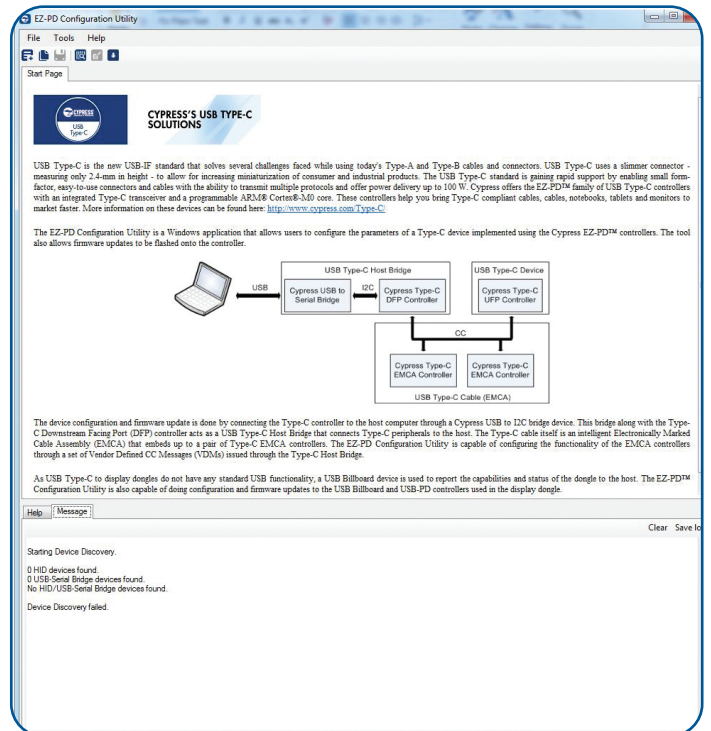 EZ-PD Configuration Utility
File Tools Help
Start Page
CYPRESS
USB
Type-C
CYPRESS'S USB TYPE-C
SOLUTIONS
USB Type-C is the new USB-IF standard that solves several challenges faced while using today's Type-A and Type-B cables and connectors. USB Type-C uses a slimmer connector -
measuring only 2.4-mm in height - to allow for increasing miniaturization of consumer and industrial products. The USB Type-C standard is gaining rapid support by enabling small form-
factor, easy-to-use connectors and cables with the ability to transmit multiple protocols and offer power delivery up to 100 W. Cypress offers the EZ-PD™ family of USB Type-C controllers
with an integrated Type-C transceiver and a programmable ARM® Cortex®-M0 core. These controllers help you bring Type-C compliant cables, cables, notebooks, tablets and monitors to
market faster. More information on these devices can be found here: http://www.cypress.com/Type-C/
The EZ-PD Configuration Utility is a Windows application that allows users to configure the parameters of a Type-C device implemented using the Cypress EZ-PD™ controllers. The tool
also allows firmware updates to be flashed onto the controller.
USB Type-C Host Bridge
USB Type-C Device
USB
Cypress USB to
Serial Bridge
I2C
Cypress Type-C
DFP Controller
Cypress Type-C
UFP Controller
CC
Cypress Type-C
EMCA Controller
Cypress Type-C
EMCA Controller
USB Type-C Cable (EMCA)
The device configuration and firmware update is done by connecting the Type-C controller to the host computer through a Cypress USB to I2C bridge device. This bridge along with the Type-
C Downstream Facing Port (DFP) controller acts as a USB Type-C Host Bridge that connects Type-C peripherals to the host. The Type-C cable itself is an intelligent Electronically Marked
Cable Assembly (EMCA) that embeds up to a pair of Type-C EMCA controllers. The EZ-PD Configuration Utility is capable of configuring the functionality of the EMCA controllers
through a set of Vendor Defined CC Messages (VDMs) issued through the Type-C Host Bridge.
As USB Type-C to display dongles do not have any standard USB functionality, a USB Billboard device is used to report the capabilities and status of the dongle to the host. The EZ-PD™
Configuration Utility is also capable of doing configuration and firmware updates to the USB Billboard and USB-PD controllers used in the display dongle.
Help Message
Clear Save lo
Starting Device Discovery.
0 HID devices found.
0 USB-Serial Bridge devices found.
No HID/USB-Serial Bridge devices found.
Device Discovery failed.